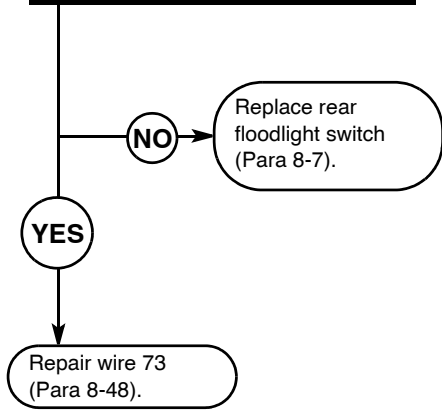 NO
Replace rear
floodlight switch
(Para 8-7).
YES
Repair wire 73
(Para 8-48).